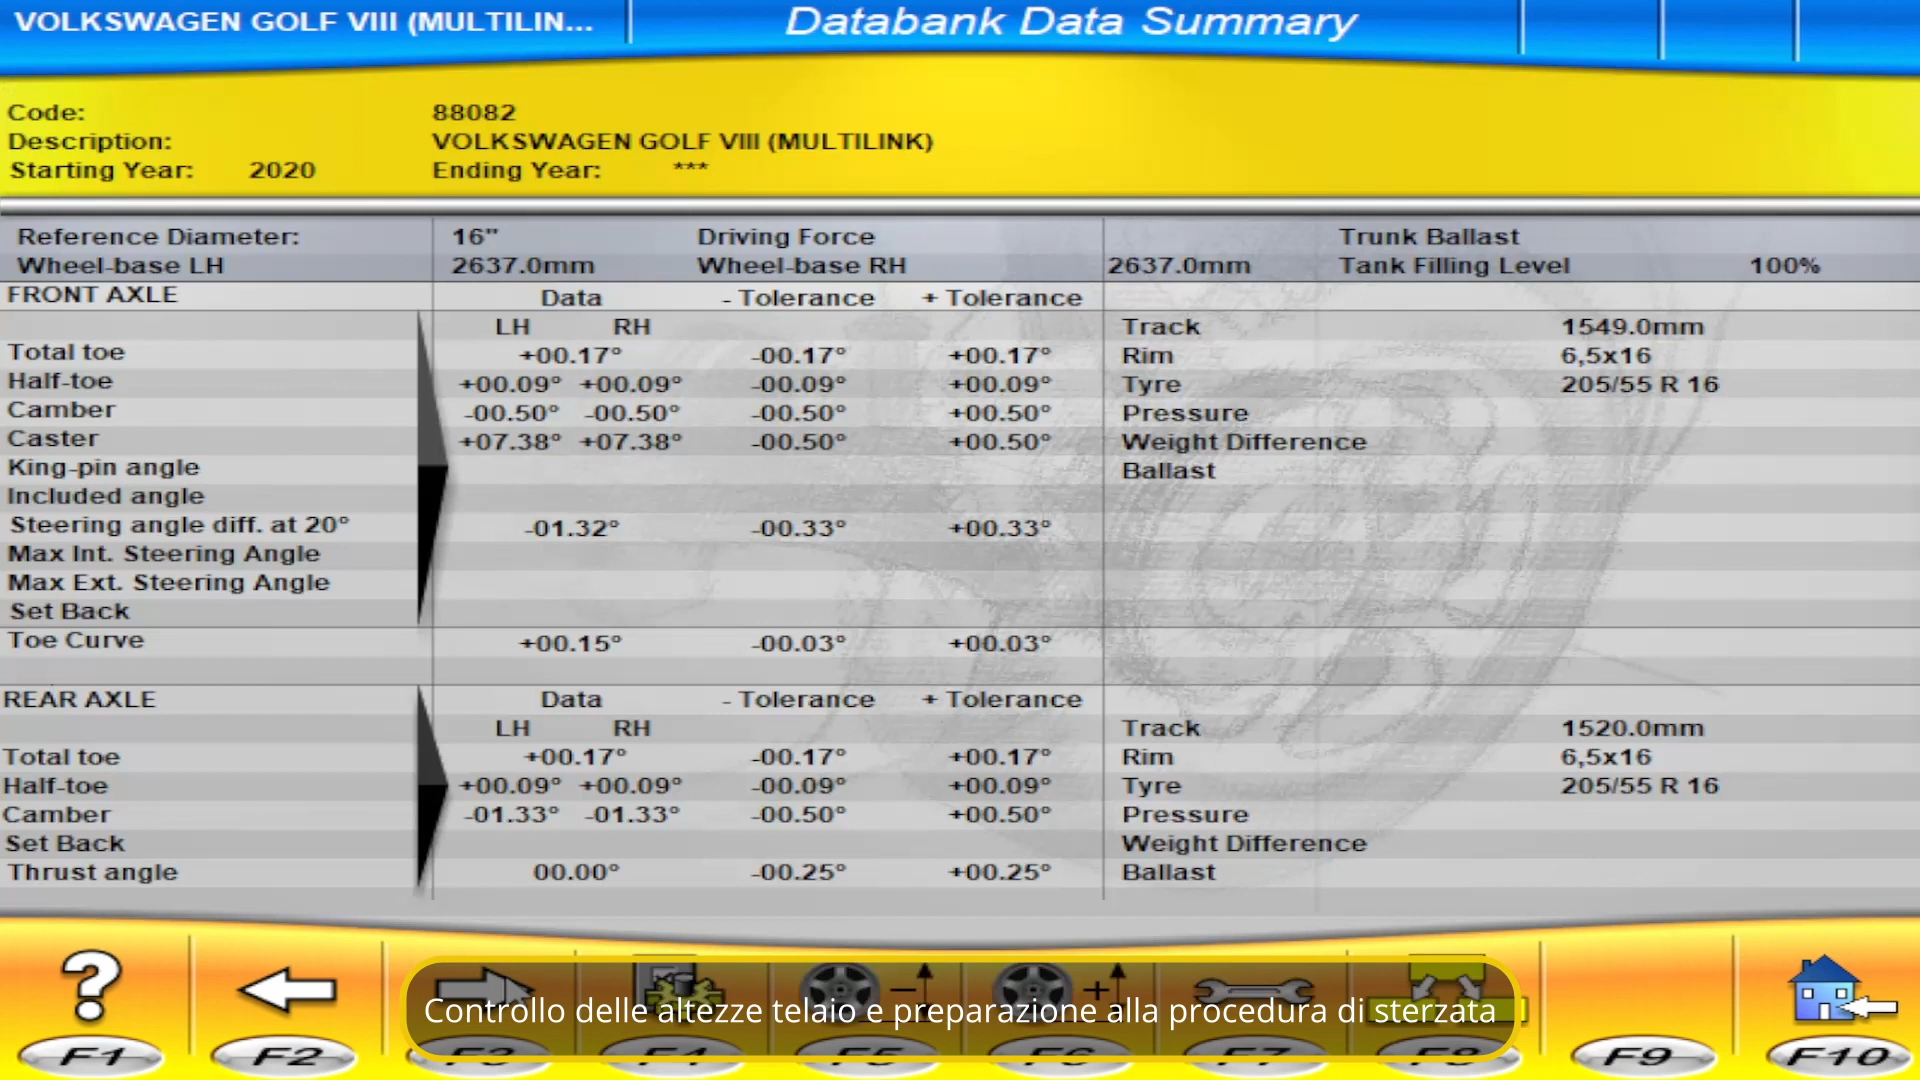 VOLKSWAGEN GOLF VIII (MULTILIN... Databank Data Summary
Code: 88082
Description: VOLKSWAGEN GOLF VIII (MULTILINK)
Starting Year: 2020 Ending Year: ***
Reference Diameter: 16" Driving Force Trunk Ballast
Wheel-base LH 2637.0mm Wheel-base RH 2637.0mm Tank Filling Level 100%
FRONT AXLE Data - Tolerance + Tolerance
LH RH Track 1549.0mm
Total toe +00.17° -00.17° +00.17° Rim 6,5x16
Half-toe +00.09° +00.09° -00.09° +00.09° Tyre 205/55 R 16
Camber -00.50° -00.50° -00.50° +00.50° Pressure
Caster +07.38° +07.38° -00.50° +00.50° Weight Difference
King-pin angle Ballast
Included angle
Steering angle diff. at 20° -01.32° -00.33° +00.33°
Max Int. Steering Angle
Max Ext. Steering Angle
Set Back
Toe Curve +00.15° -00.03° +00.03°
REAR AXLE Data - Tolerance + Tolerance
LH RH Track 1520.0mm
Total toe +00.17° -00.17° +00.17° Rim 6,5x16
Half-toe +00.09° +00.09° -00.09° +00.09° Tyre 205/55 R 16
Camber -01.33° -01.33° -00.50° +00.50° Pressure
Set Back Weight Difference
Thrust angle 00.00° -00.25° +00.25° Ballast
Controllo delle altezze telaio e preparazione alla procedura di sterzata
F1 F2 F3 F4 F5 F6 F7 F8 F9 F10